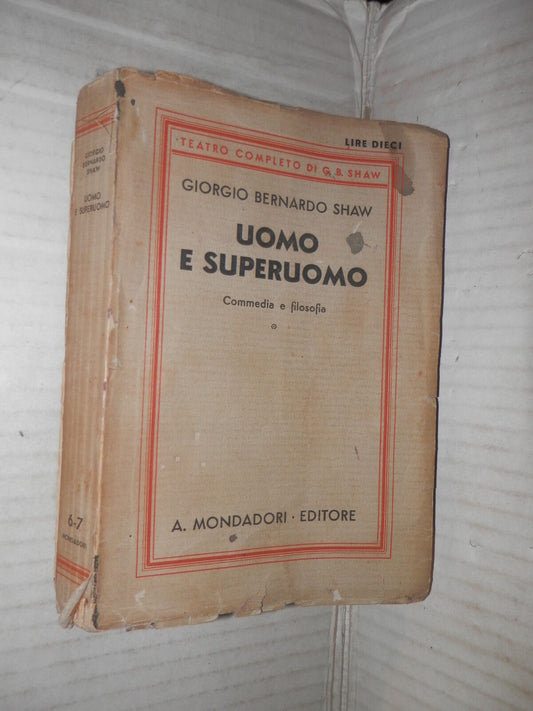 LIRE DIECI
TEATRO COMPLETO DI G. B. SHAW
GIORGIO BERNARDO SHAW
UOMO
E SUPERUOMO
Commedia e filosofia
A. MONDADORI · EDITORE
GIORGIO
BERNARDO
SHAW
UOMO
E SUPERUOMO
6-7
MONDADORI